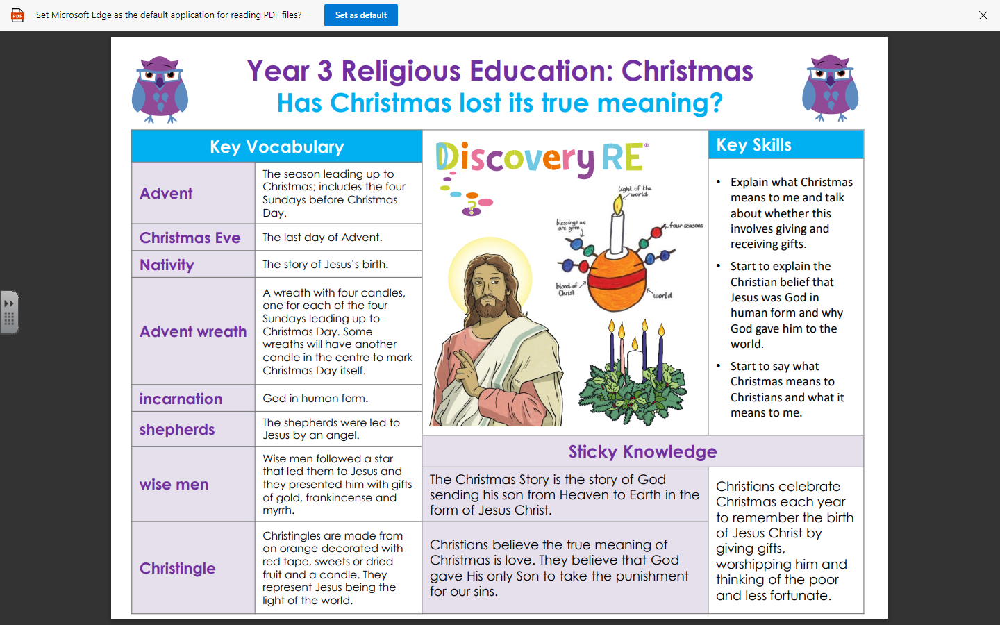 Set Microsoft Edge as the default application for reading PDF files?
Set as default
Year 3 Religious Education: Christmas
Has Christmas lost its true meaning?
Key Vocabulary
Advent
The season leading up to
Christmas; includes the four
Sundays before Christmas
Day.
Christmas Eve
The last day of Advent.
Nativity
The story of Jesus's birth.
Advent wreath
A wreath with four candles,
one for each of the four
Sundays leading up to
Christmas Day. Some
wreaths will have another
candle in the centre to mark
Christmas Day itself.
incarnation
God in human form.
shepherds
The shepherds were led to
Jesus by an angel.
wise men
Wise men followed a star
that led them to Jesus and
they presented him with gifts
of gold, frankincense and
myrrh.
Christingle
Christingles are made from
an orange decorated with
red tape, sweets or dried
fruit and a candle. They
represent Jesus being the
light of the world.
Discovery RE®
?
light of the
world
blessings we
are given
four seasons
blood of
Christ
world
Key Skills
• Explain what Christmas
means to me and talk
about whether this
involves giving and
receiving gifts.
• Start to explain the
Christian belief that
Jesus was God in
human form and why
God gave him to the
world.
• Start to say what
Christmas means to
Christians and what it
means to me.
Sticky Knowledge
The Christmas Story is the story of God
sending his son from Heaven to Earth in the
form of Jesus Christ.
Christians believe the true meaning of
Christmas is love. They believe that God
gave His only Son to take the punishment
for our sins.
Christians celebrate
Christmas each year
to remember the birth
of Jesus Christ by
giving gifts,
worshipping him and
thinking of the poor
and less fortunate.